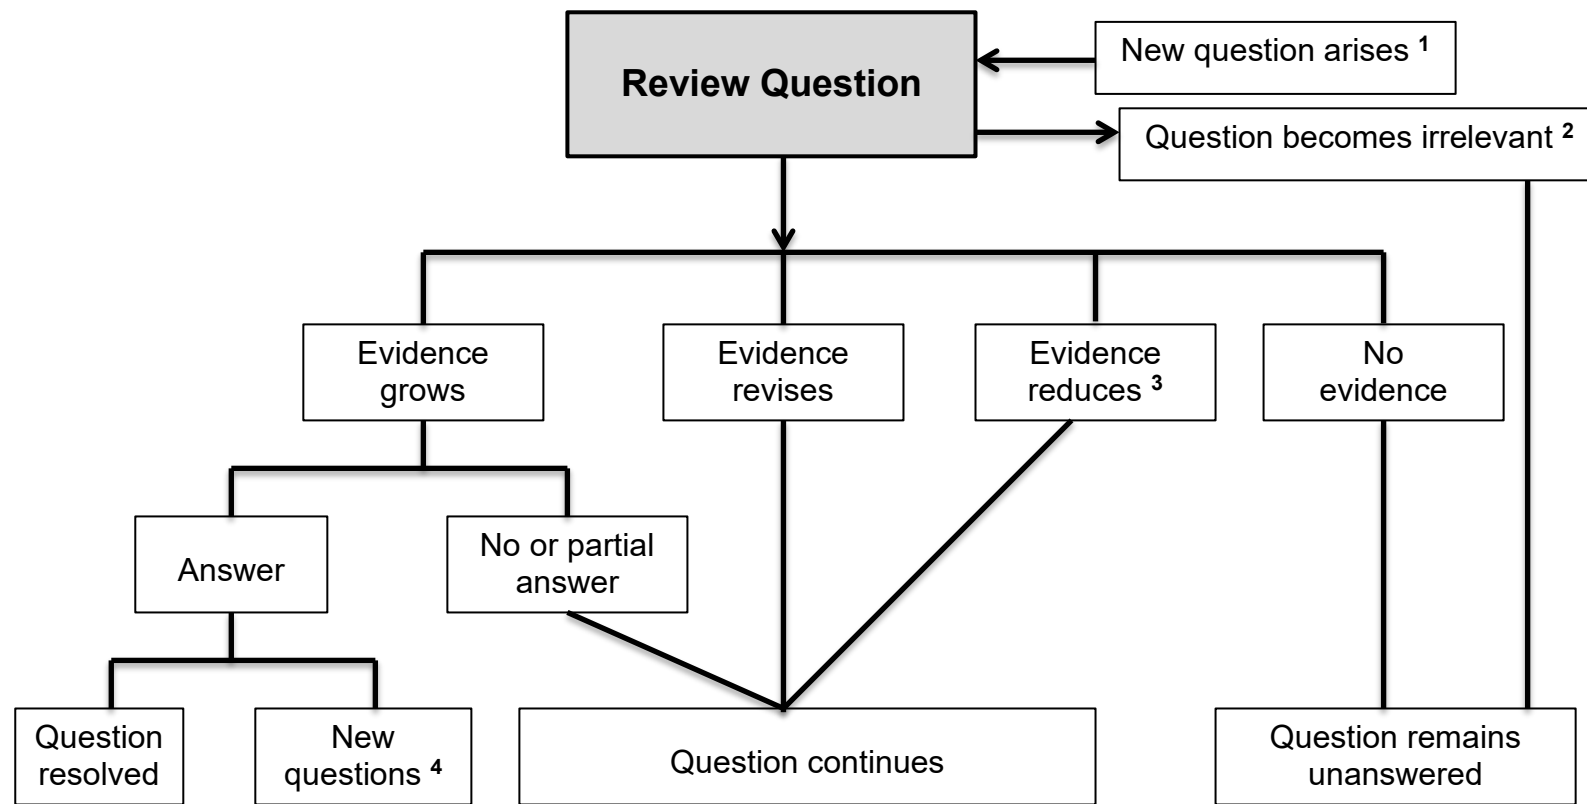 Review Question
New question arises 1
Question becomes irrelevant 2
Evidence
grows
Evidence
revises
Evidence
reduces 3
No
evidence
Answer
No or partial
answer
Question
resolved
New
questions 4
Question continues
Question remains
unanswered